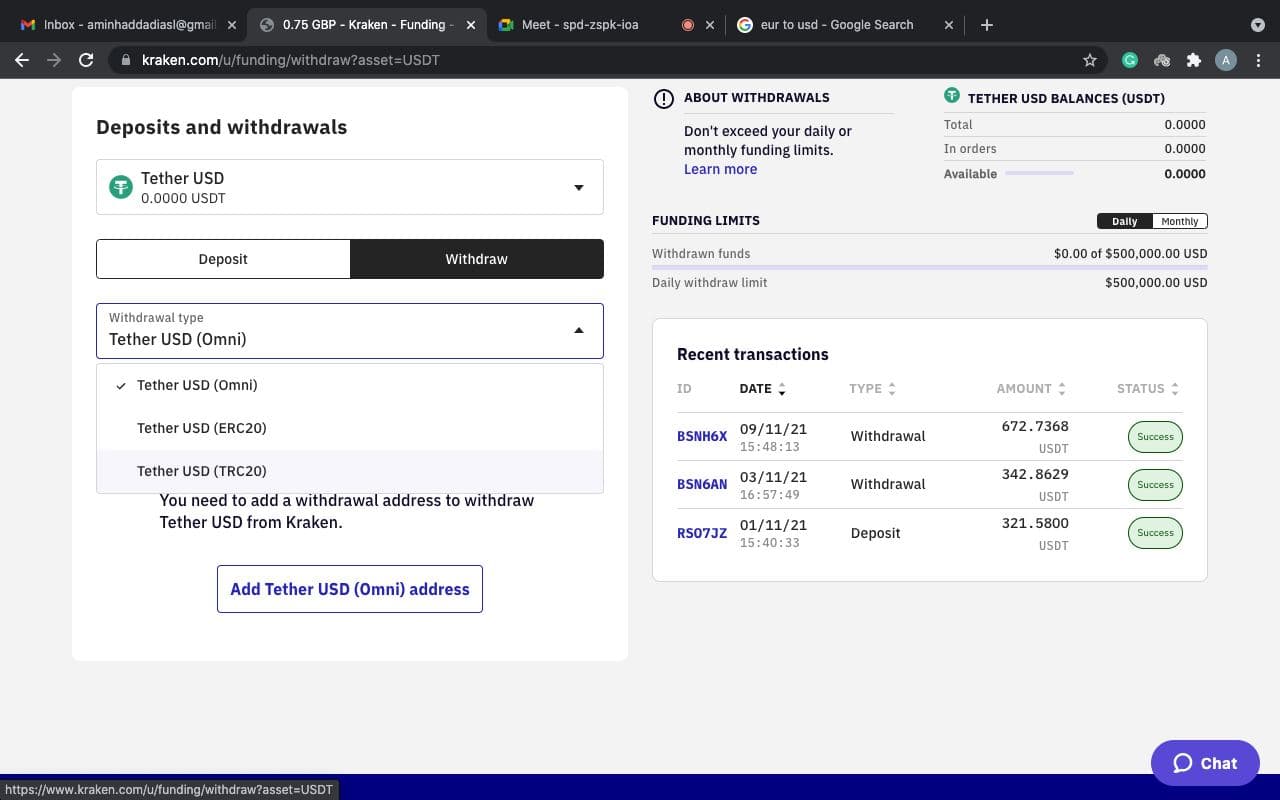 Inbox - aminhaddadiasl@gmai
0.75 GBP - Kraken - Funding -
Meet - spd-zspk-ioa
eur to usd - Google Search
kraken.com/u/funding/withdraw?asset=USDT
A
Deposits and withdrawals
Tether USD
0.0000 USDT
Deposit
Withdraw
Withdrawal type
Tether USD (Omni)
Tether USD (Omni)
Tether USD (ERC20)
Tether USD (TRC20)
You need to add a withdrawal address to withdraw
Tether USD from Kraken.
Add Tether USD (Omni) address
ABOUT WITHDRAWALS
Don't exceed your daily or
monthly funding limits.
Learn more
TETHER USD BALANCES (USDT)
Total 0.0000
In orders 0.0000
Available 0.0000
FUNDING LIMITS
Daily Monthly
Withdrawn funds $0.00 of $500,000.00 USD
Daily withdraw limit $500,000.00 USD
Recent transactions
ID DATE TYPE AMOUNT STATUS
BSNH6X 09/11/21 15:48:13 Withdrawal 672.7368 USDT Success
BSN6AN 03/11/21 16:57:49 Withdrawal 342.8629 USDT Success
RSO7JZ 01/11/21 15:40:33 Deposit 321.5800 USDT Success
Chat
https://www.kraken.com/u/funding/withdraw?asset=USDT